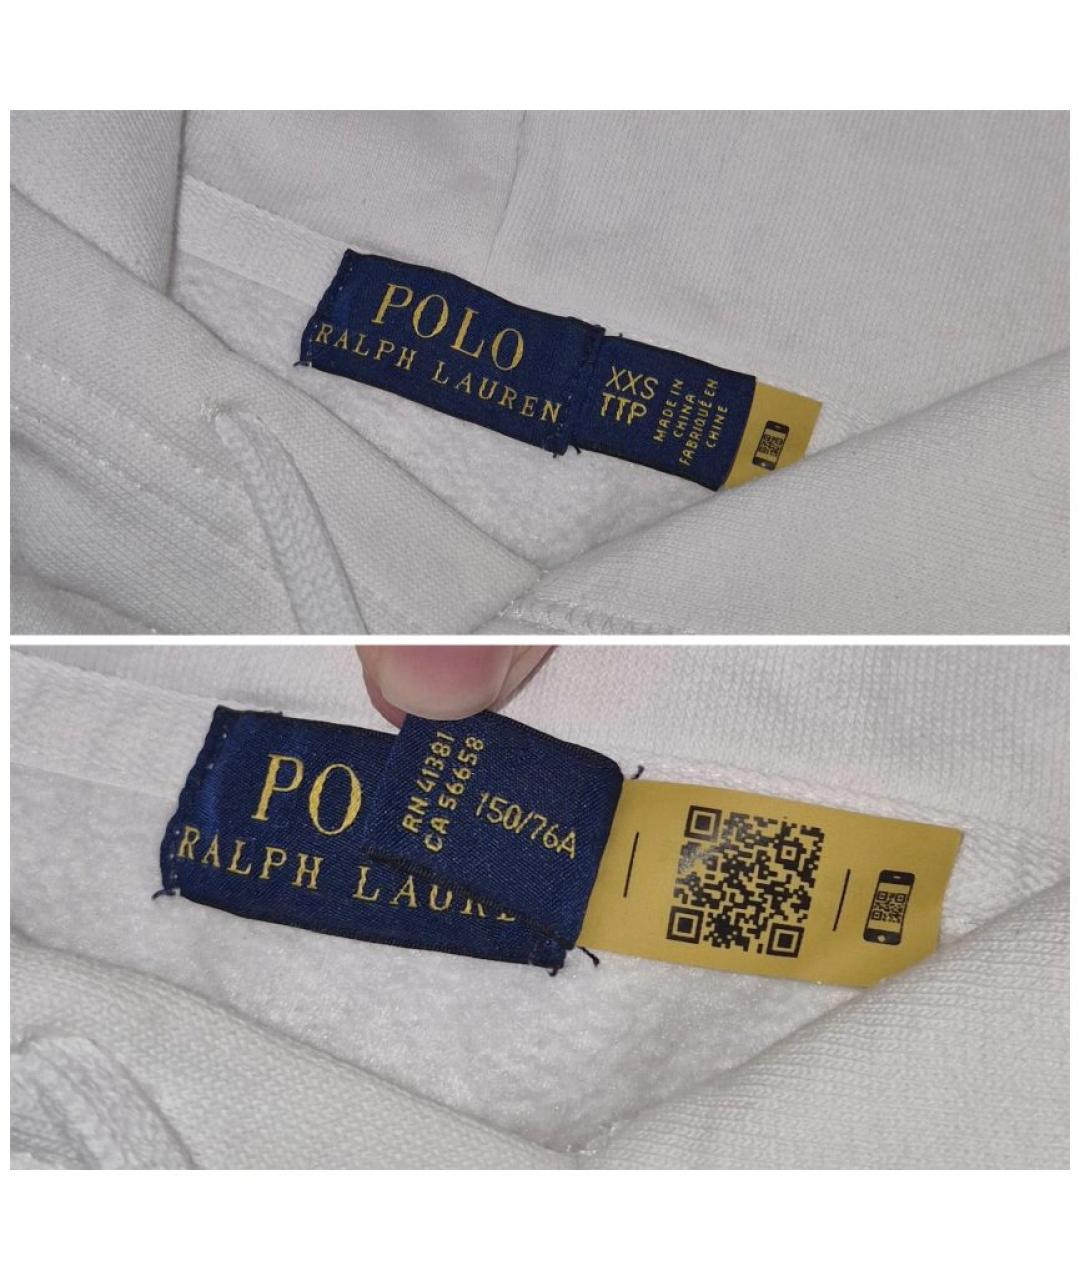 POLO
RALPH LAUREN
XXS
TTP
MADE IN
CHINA
FABRIQUÉ EN
CHINE
PO
RALPH LAURE
RN 41381
CA 56658
150/76A